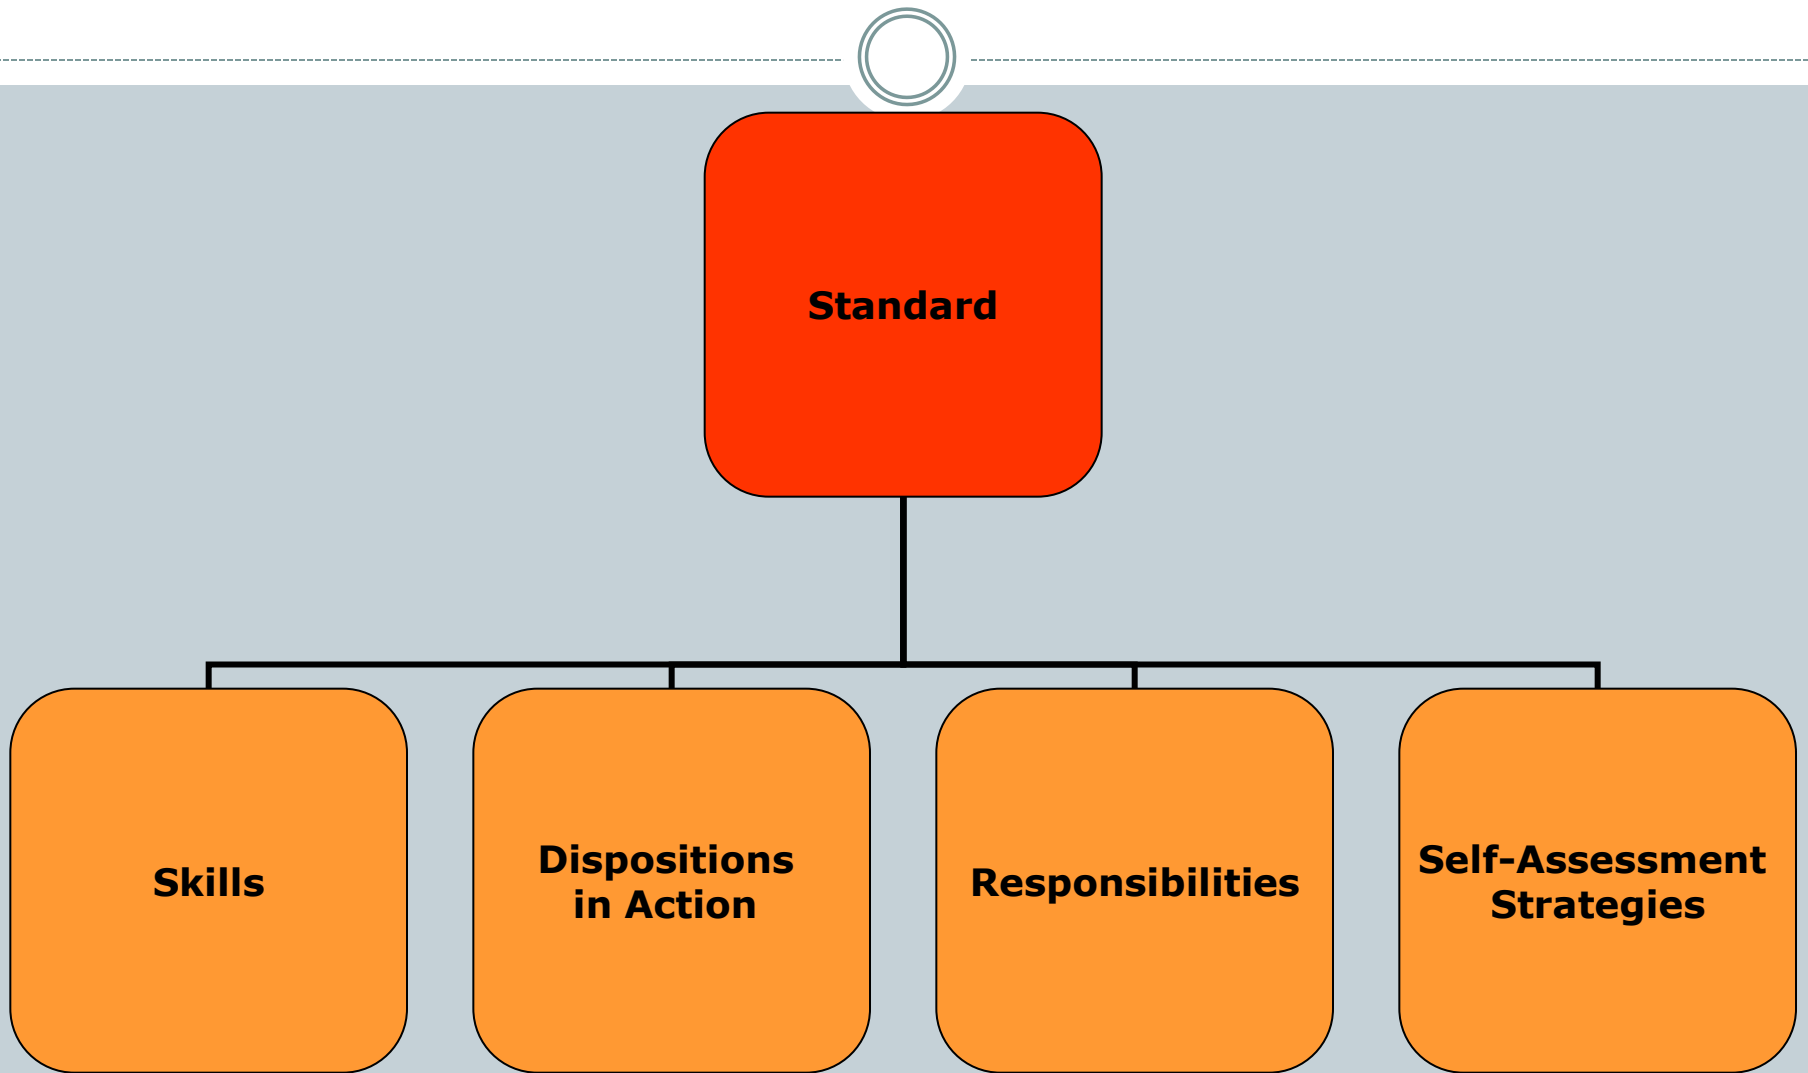 Standard
Skills
Dispositions
in Action
Responsibilities
Self-Assessment
Strategies